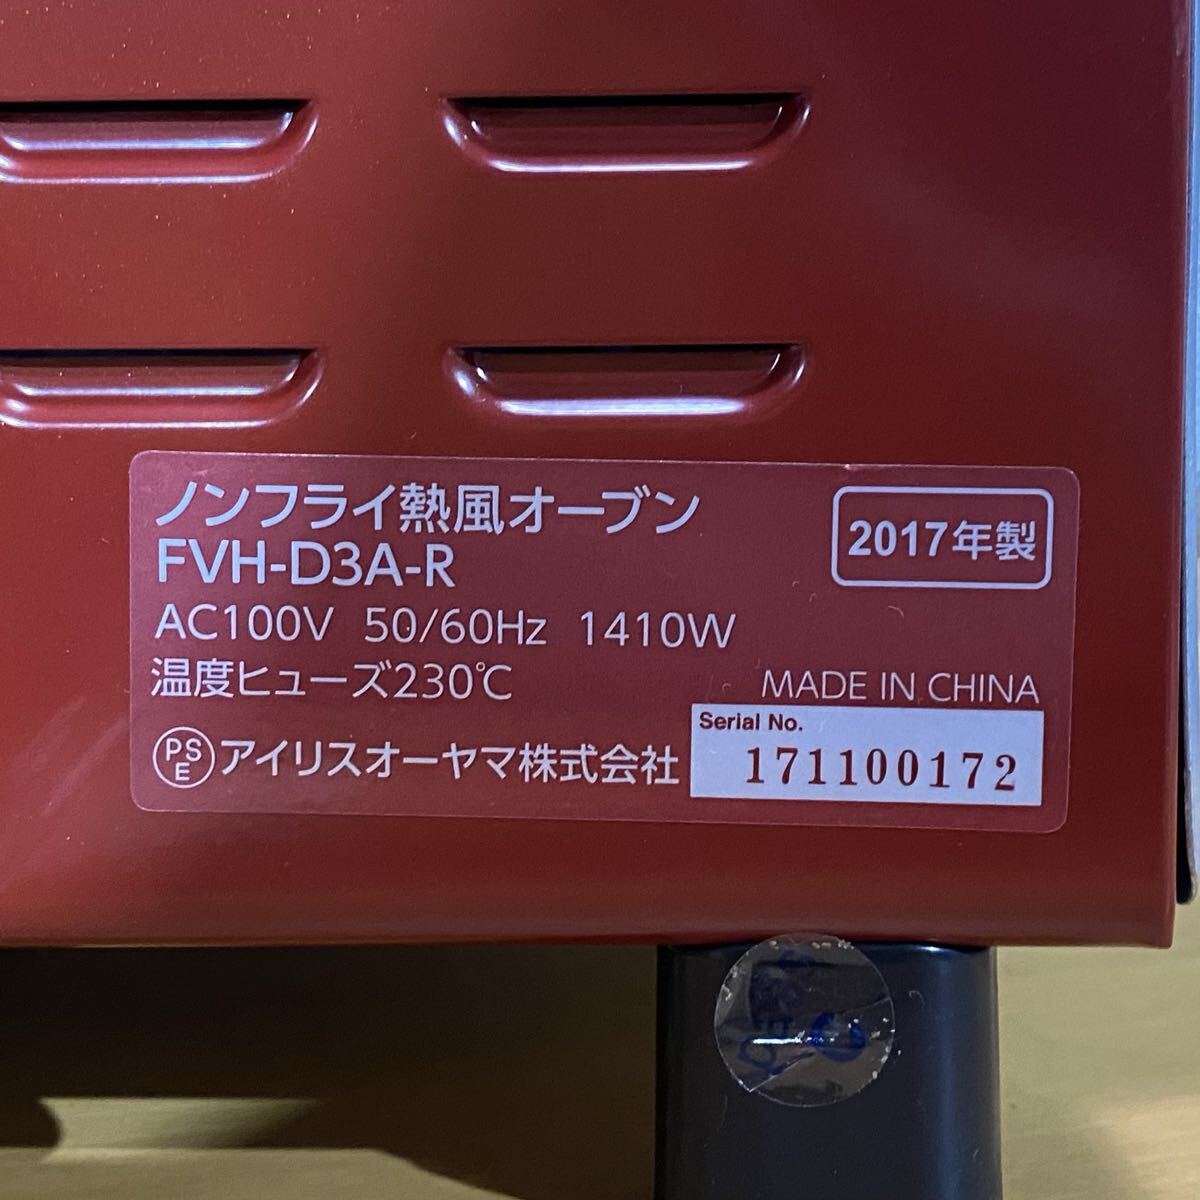 ノンフライ熱風オーブン
FVH-D3A-R
2017年製
AC100V 50/60Hz 1410W
温度ヒューズ230℃
MADE IN CHINA
PSE アイリスオーヤマ株式会社
Serial No.
171100172